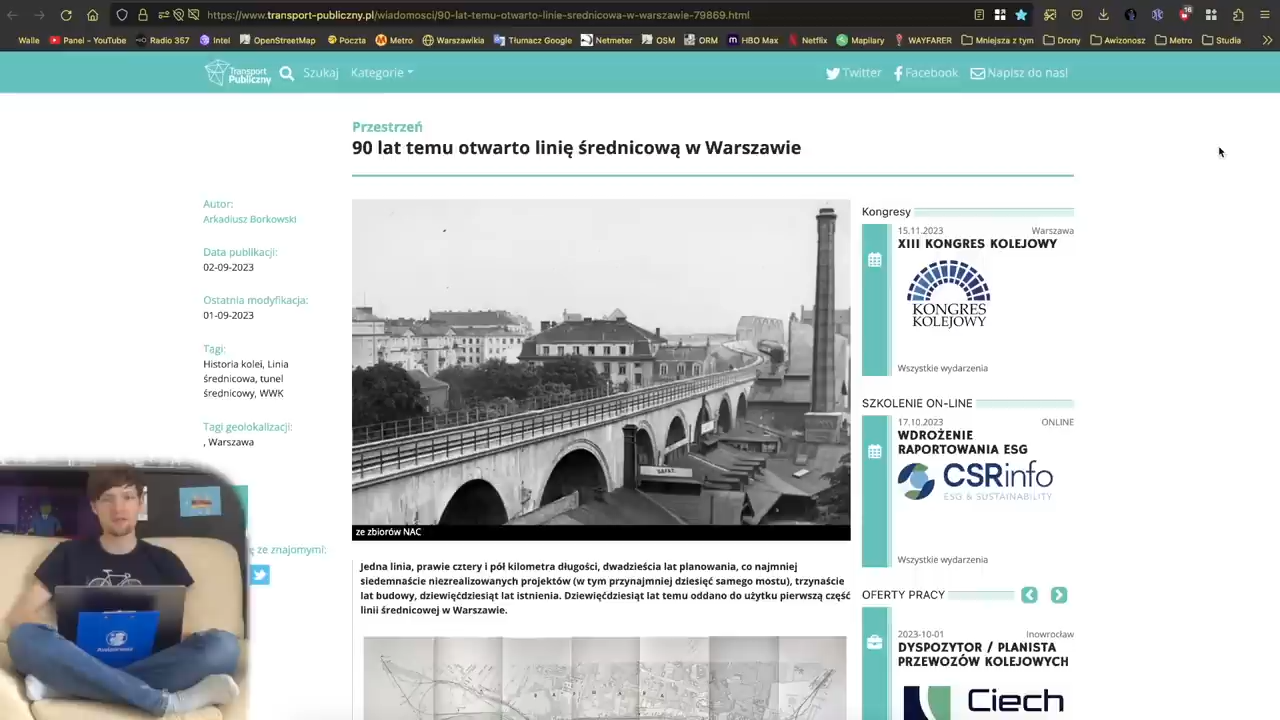 https://www.transport-publiczny.pl/wiadomosci/90-lat-temu-otwarto-linie-srednicowa-w-warszawie-79869.html
16
Walle
Panel – YouTube
Radio 357
Intel
OpenStreetMap
Poczta
Metro
Warszawikia
Tłumacz Google
Netmeter
OSM
ORM
HBO Max
Netflix
Mapilary
WAYFARER
Mniejsza z tym
Drony
Awizonosz
Metro
Studia
Transport
Publiczny
Szukaj
Kategorie
Twitter
Facebook
Napisz do nas!
Przestrzeń
90 lat temu otwarto linię średnicową w Warszawie
Autor:
Arkadiusz Borkowski
Data publikacji:
02-09-2023
Ostatnia modyfikacja:
01-09-2023
Tagi:
Historia kolei, Linia
średnicowa, tunel
średnicowy, WWK
Tagi geolokalizacji:
, Warszawa
ę ze znajomymi:
ze zbiorów NAC
Jedna linia, prawie cztery i pół kilometra długości, dwadzieścia lat planowania, co najmniej
siedemnaście niezrealizowanych projektów (w tym przynajmniej dziesięć samego mostu), trzynaście
lat budowy, dziewięćdziesiąt lat istnienia. Dziewięćdziesiąt lat temu oddano do użytku pierwszą część
linii średnicowej w Warszawie.
Kongresy
15.11.2023
Warszawa
XIII KONGRES KOLEJOWY
KONGRES
KOLEJOWY
Wszystkie wydarzenia
SZKOLENIE ON-LINE
17.10.2023
ONLINE
WDROŻENIE
RAPORTOWANIA ESG
CSRinfo
ESG & SUSTAINABILITY
Wszystkie wydarzenia
OFERTY PRACY
2023-10-01
Inowrocław
DYSPOZYTOR / PLANISTA
PRZEWOZÓW KOLEJOWYCH
Ciech